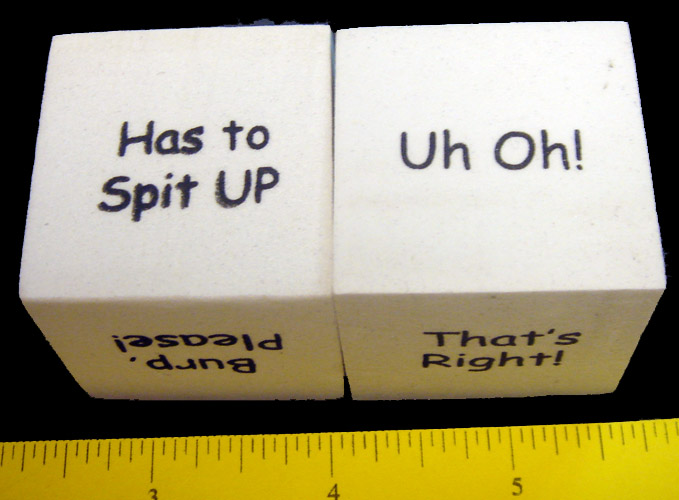 Has to
Spit UP
Uh Oh!
Burp,
Please!
That's
Right!
3
4
5